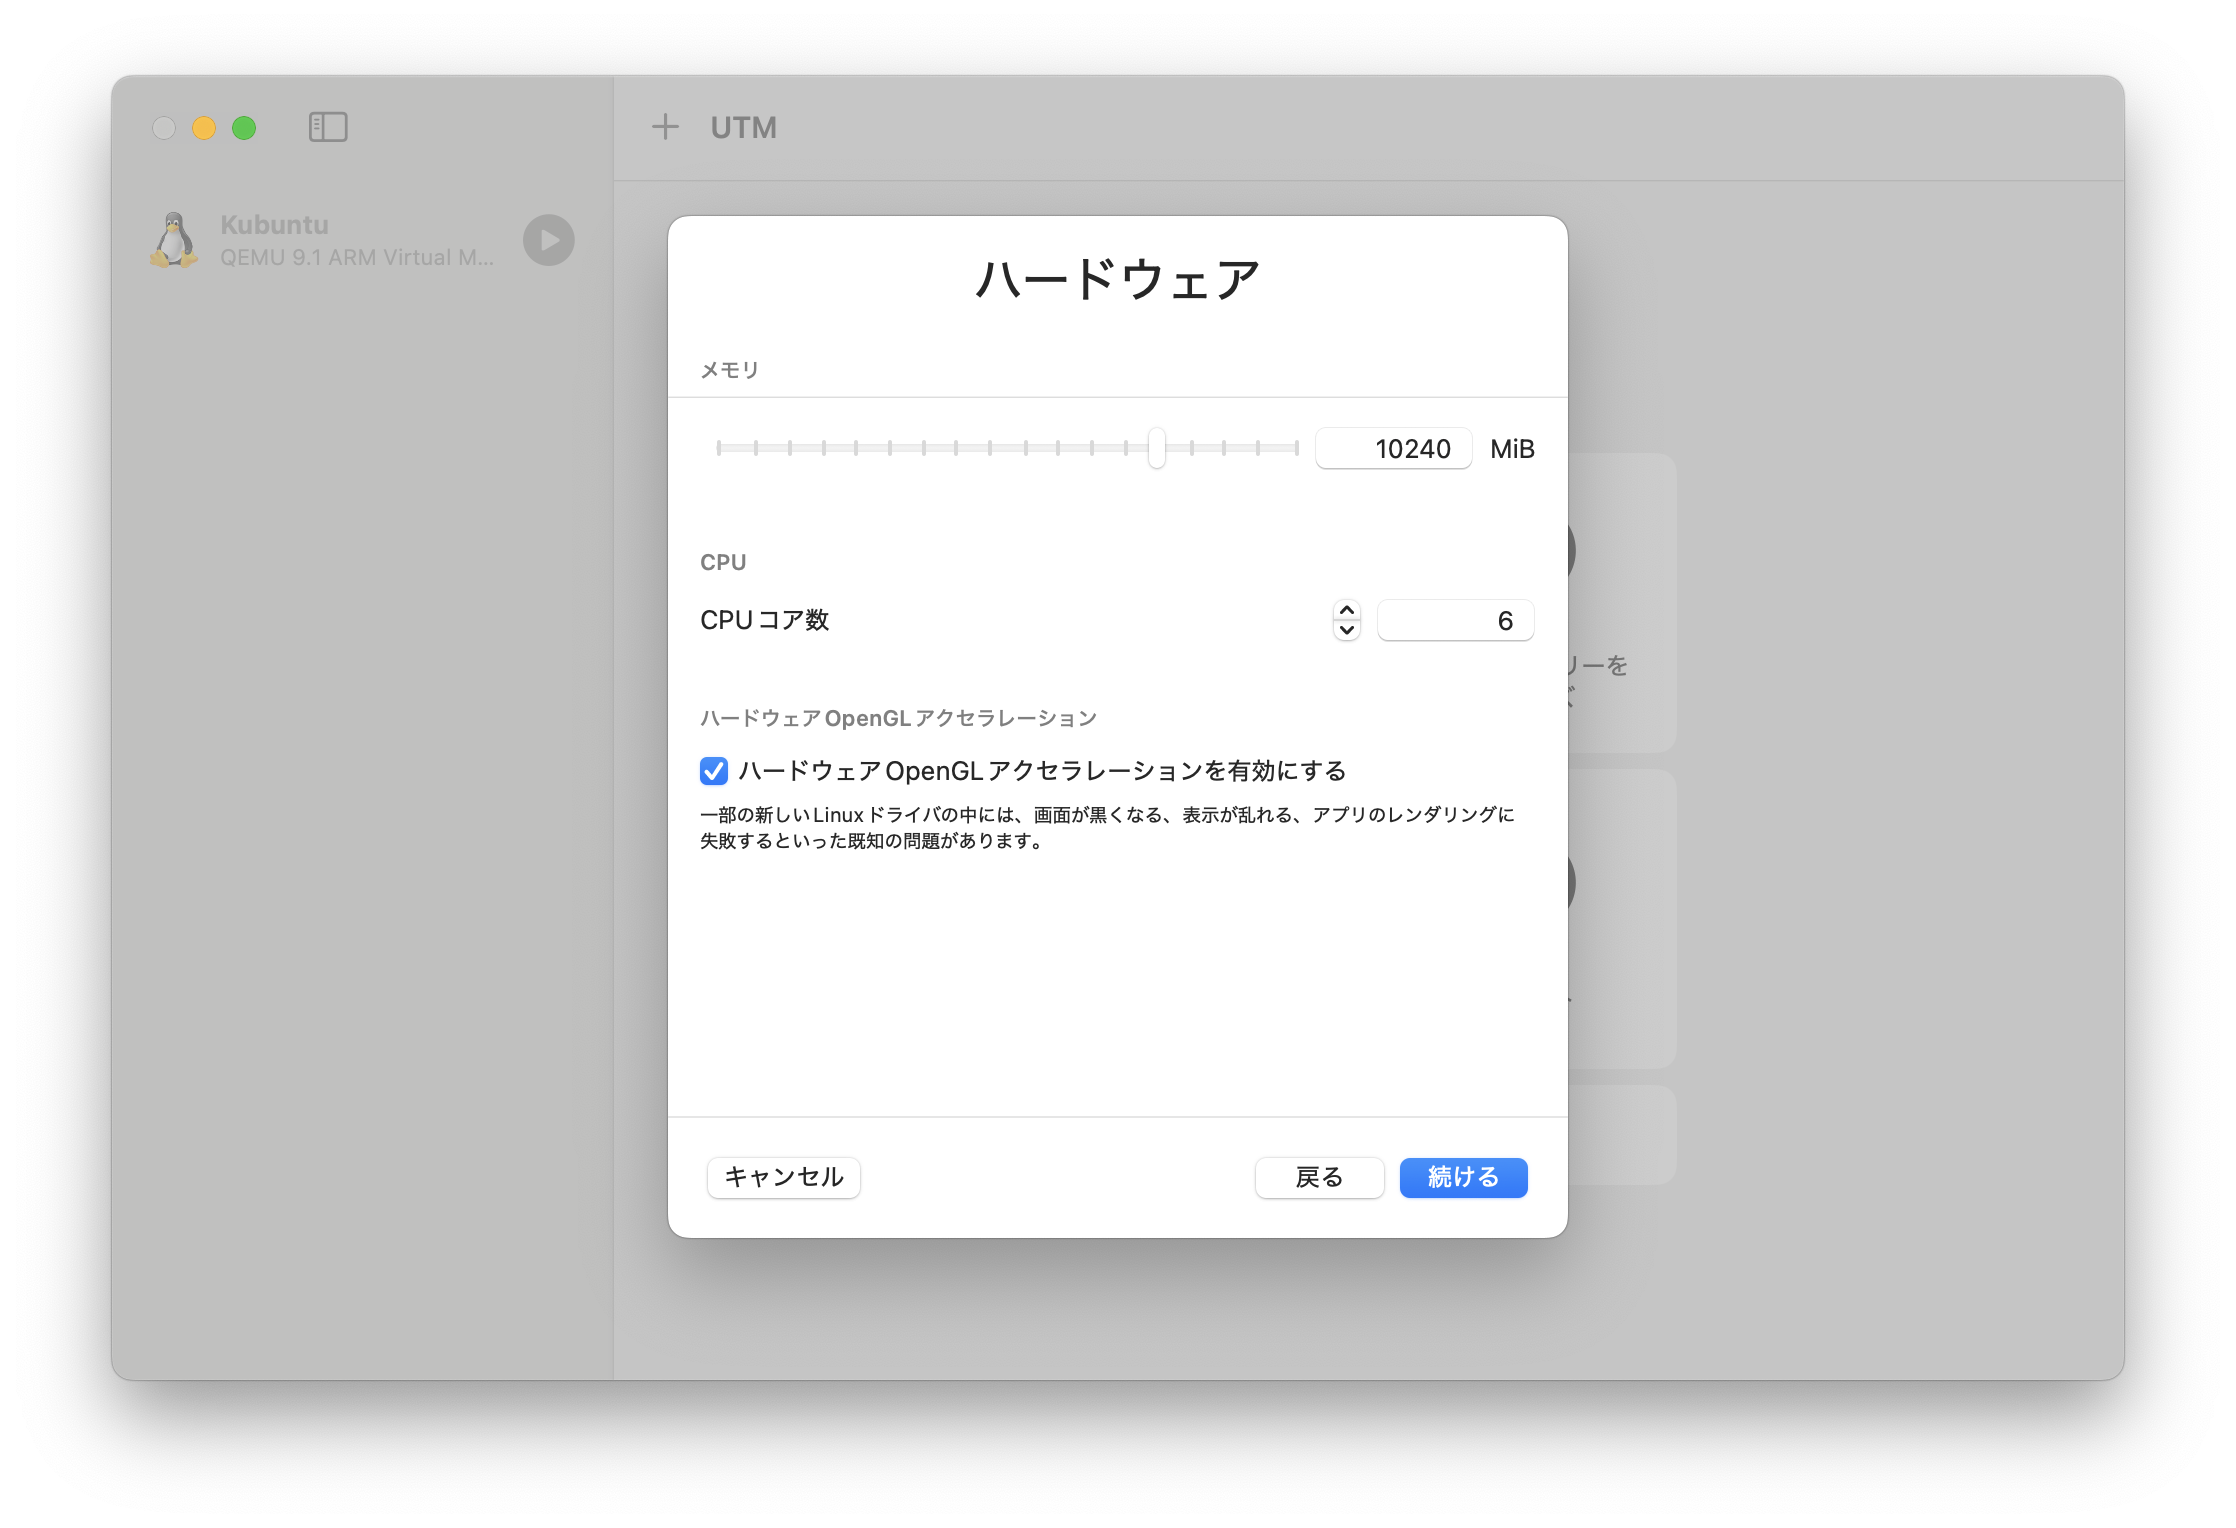 UTM
Kubuntu
QEMU 9.1 ARM Virtual M...
ハードウェア
メモリ
10240 MiB
CPU
CPU コア数
6
ハードウェア OpenGL アクセラレーション
ハードウェア OpenGL アクセラレーションを有効にする
一部の新しい Linux ドライバの中には、画面が黒くなる、表示が乱れる、アプリのレンダリングに
失敗するといった既知の問題があります。
キャンセル
戻る
続ける
リーを